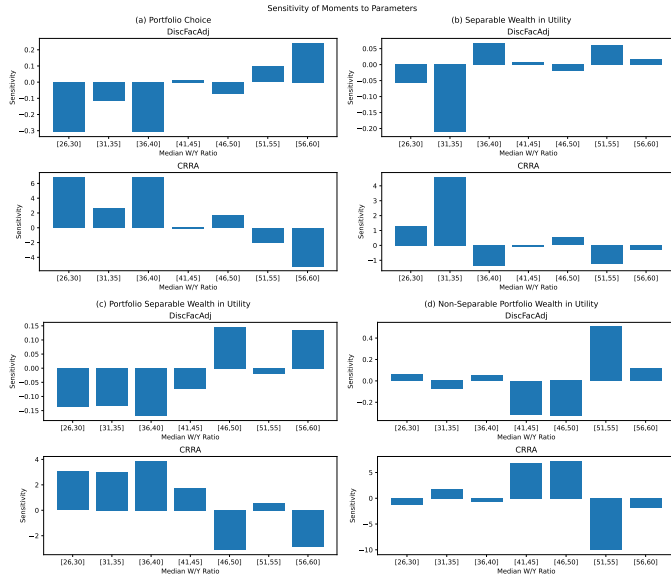 Sensitivity of Moments to Parameters
(a) Portfolio Choice
DiscFacAdj
Sensitivity
0.2
0.1
0.0
−0.1
−0.2
−0.3
[26,30] [31,35] [36,40] [41,45] [46,50] [51,55] [56,60]
Median W/Y Ratio
CRRA
Sensitivity
6
4
2
0
−2
−4
[26,30] [31,35] [36,40] [41,45] [46,50] [51,55] [56,60]
Median W/Y Ratio
(b) Separable Wealth in Utility
DiscFacAdj
Sensitivity
0.05
0.00
−0.05
−0.10
−0.15
−0.20
[26,30] [31,35] [36,40] [41,45] [46,50] [51,55] [56,60]
Median W/Y Ratio
CRRA
Sensitivity
4
3
2
1
0
−1
[26,30] [31,35] [36,40] [41,45] [46,50] [51,55] [56,60]
Median W/Y Ratio
(c) Portfolio Separable Wealth in Utility
DiscFacAdj
Sensitivity
0.15
0.10
0.05
0.00
−0.05
−0.10
−0.15
[26,30] [31,35] [36,40] [41,45] [46,50] [51,55] [56,60]
Median W/Y Ratio
CRRA
Sensitivity
4
2
0
−2
[26,30] [31,35] [36,40] [41,45] [46,50] [51,55] [56,60]
Median W/Y Ratio
(d) Non-Separable Portfolio Wealth in Utility
DiscFacAdj
Sensitivity
0.4
0.2
0.0
−0.2
[26,30] [31,35] [36,40] [41,45] [46,50] [51,55] [56,60]
Median W/Y Ratio
CRRA
Sensitivity
5
0
−5
−10
[26,30] [31,35] [36,40] [41,45] [46,50] [51,55] [56,60]
Median W/Y Ratio